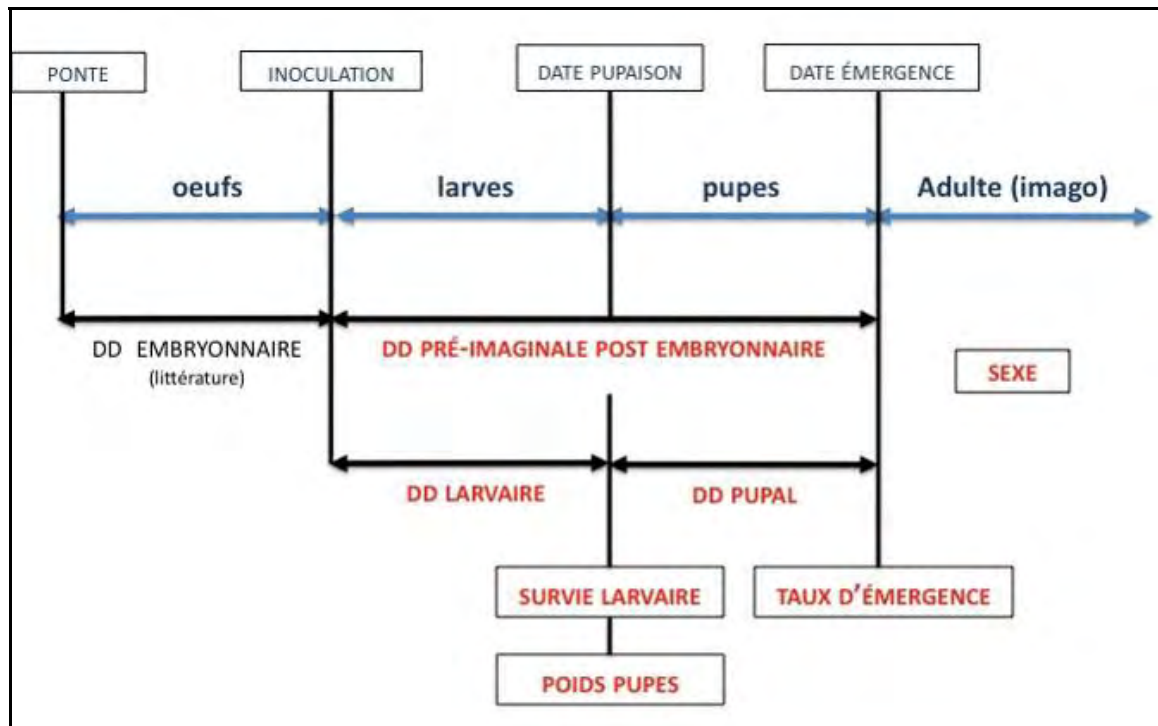 PONTE
INOCULATION
DATE PUPAISON
DATE ÉMERGENCE
oeufs
larves
pupes
Adulte (imago)
DD EMBRYONNAIRE
(littérature)
DD PRÉ-IMAGINALE POST EMBRYONNAIRE
SEXE
DD LARVAIRE
DD PUPAL
SURVIE LARVAIRE
TAUX D’ÉMERGENCE
POIDS PUPES